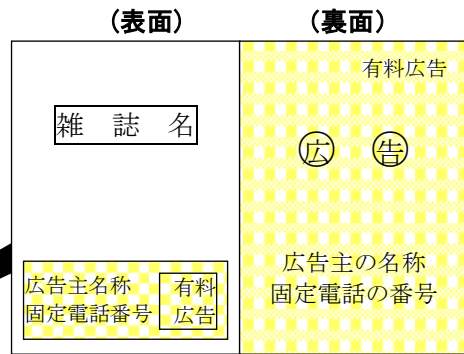 (表面)
(裏面)
雑 誌 名
広告主名称
固定電話番号
有料
広告
有料広告
広 告
広告主の名称
固定電話の番号